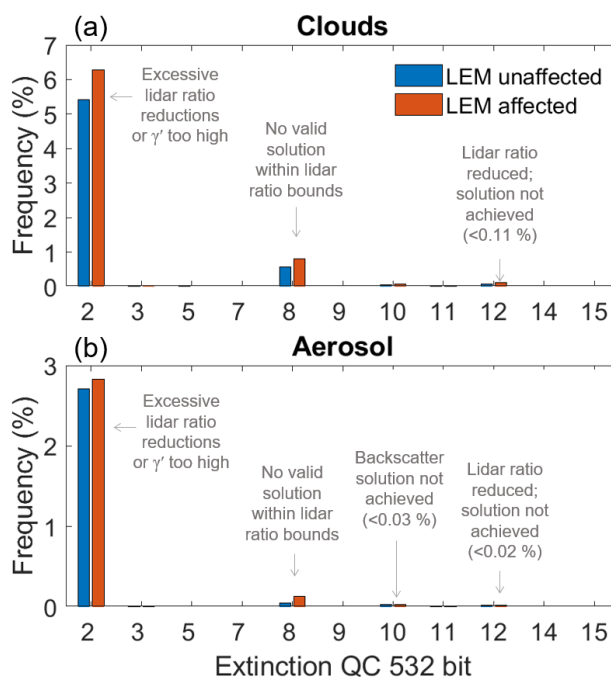 (a) Clouds
7
6
5
4
3
2
1
0
Frequency (%)
Excessive
lidar ratio
reductions
or γ′ too high
No valid
solution
within lidar
ratio bounds
LEM unaffected
LEM affected
Lidar ratio
reduced;
solution not
achieved
(<0.11 %)
2 3 5 7 8 9 10 11 12 14 15
(b) Aerosol
3
2
1
0
Frequency (%)
Excessive
lidar ratio
reductions
or γ′ too high
No valid
solution
within lidar
ratio bounds
Backscatter
solution not
achieved
(<0.03 %)
Lidar ratio
reduced;
solution not
achieved
(<0.02 %)
2 3 5 7 8 9 10 11 12 14 15
Extinction QC 532 bit